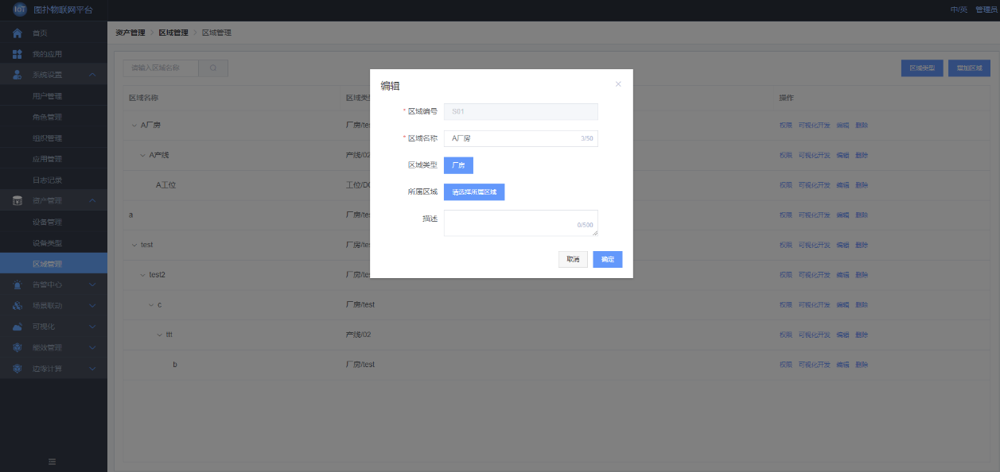 IoT 图扑物联网平台
中/英 管理员
首页
我的应用
系统设置
用户管理
角色管理
组织管理
应用管理
日志记录
资产管理
设备管理
设备类型
区域管理
告警中心
场景联动
可视化
能效管理
边缘计算
资产管理 > 区域管理 > 区域管理
请输入区域名称
区域类型 增加区域
区域名称 区域类 操作
A厂房 厂房/tes 权限 可视化开发 编辑 删除
A产线 产线/02 权限 可视化开发 编辑 删除
A工位 工位/DG 权限 可视化开发 编辑 删除
a 厂房/tes 权限 可视化开发 编辑 删除
test 厂房/tes 权限 可视化开发 编辑 删除
test2 厂房/tes 权限 可视化开发 编辑 删除
c 厂房/test 权限 可视化开发 编辑 删除
ttt 产线/02 权限 可视化开发 编辑 删除
b 厂房/test 权限 可视化开发 编辑 删除
编辑
* 区域编号 S01
* 区域名称 A厂房 3/50
区域类型 厂房
所属区域 请选择所属区域
描述 0/500
取消 确定